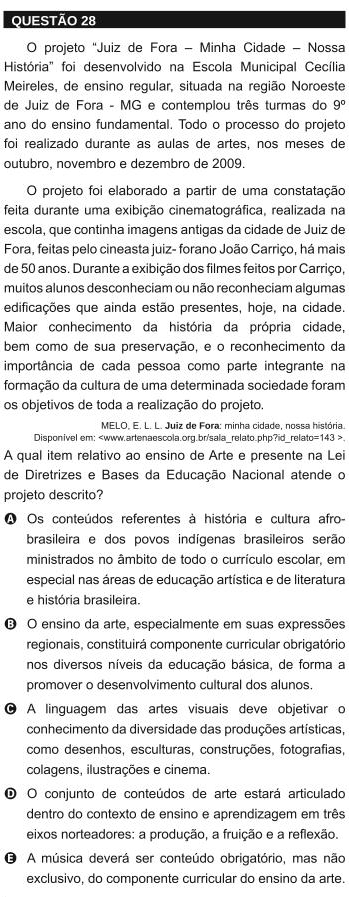 QUESTÃO 28
O projeto “Juiz de Fora – Minha Cidade – Nossa
História” foi desenvolvido na Escola Municipal Cecília
Meireles, de ensino regular, situada na região Noroeste
de Juiz de Fora - MG e contemplou três turmas do 9º
ano do ensino fundamental. Todo o processo do projeto
foi realizado durante as aulas de artes, nos meses de
outubro, novembro e dezembro de 2009.
O projeto foi elaborado a partir de uma constatação
feita durante uma exibição cinematográfica, realizada na
escola, que continha imagens antigas da cidade de Juiz de
Fora, feitas pelo cineasta juiz- forano João Carriço, há mais
de 50 anos. Durante a exibição dos filmes feitos por Carriço,
muitos alunos desconheciam ou não reconheciam algumas
edificações que ainda estão presentes, hoje, na cidade.
Maior conhecimento da história da própria cidade,
bem como de sua preservação, e o reconhecimento da
importância de cada pessoa como parte integrante na
formação da cultura de uma determinada sociedade foram
os objetivos de toda a realização do projeto.
MELO, E. L. L. Juiz de Fora: minha cidade, nossa história.
Disponível em: <www.artenaescola.org.br/sala_relato.php?id_relato=143 >.
A qual item relativo ao ensino de Arte e presente na Lei
de Diretrizes e Bases da Educação Nacional atende o
projeto descrito?
A Os conteúdos referentes à história e cultura afro-
brasileira e dos povos indígenas brasileiros serão
ministrados no âmbito de todo o currículo escolar, em
especial nas áreas de educação artística e de literatura
e história brasileira.
B O ensino da arte, especialmente em suas expressões
regionais, constituirá componente curricular obrigatório
nos diversos níveis da educação básica, de forma a
promover o desenvolvimento cultural dos alunos.
C A linguagem das artes visuais deve objetivar o
conhecimento da diversidade das produções artísticas,
como desenhos, esculturas, construções, fotografias,
colagens, ilustrações e cinema.
D O conjunto de conteúdos de arte estará articulado
dentro do contexto de ensino e aprendizagem em três
eixos norteadores: a produção, a fruição e a reflexão.
E A música deverá ser conteúdo obrigatório, mas não
exclusivo, do componente curricular do ensino da arte.